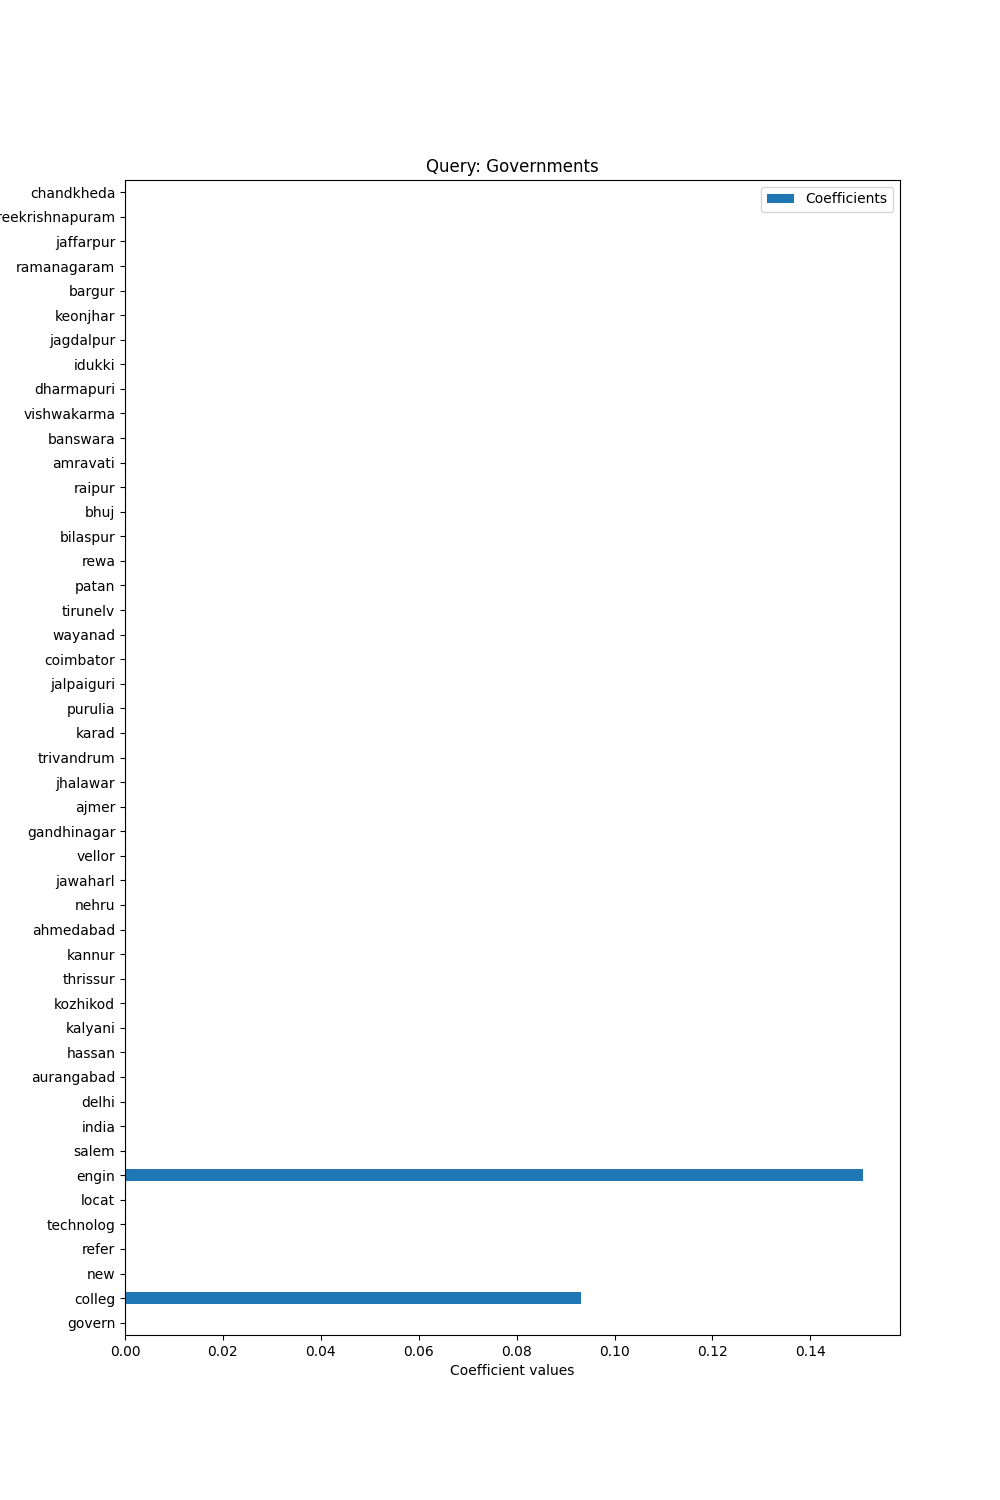 Query: Governments
Coefficients
chandkheda
reekrishnapuram
jaffarpur
ramanagaram
bargur
keonjhar
jagdalpur
idukki
dharmapuri
vishwakarma
banswara
amravati
raipur
bhuj
bilaspur
rewa
patan
tirunelv
wayanad
coimbator
jalpaiguri
purulia
karad
trivandrum
jhalawar
ajmer
gandhinagar
vellor
jawaharl
nehru
ahmedabad
kannur
thrissur
kozhikod
kalyani
hassan
aurangabad
delhi
india
salem
engin
locat
technolog
refer
new
colleg
govern
0.00 0.02 0.04 0.06 0.08 0.10 0.12 0.14
Coefficient values